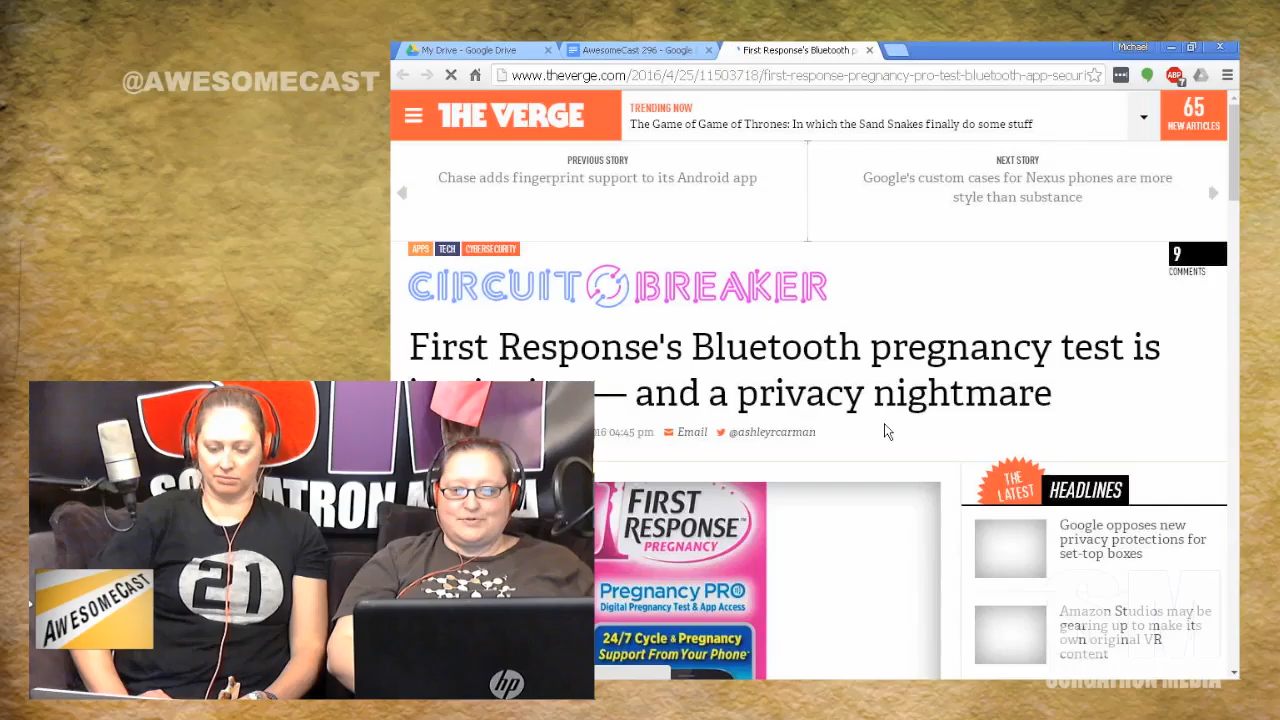 @AWESOMECAST
My Drive - Google Drive
AwesomeCast 296 - Google
First Response's Bluetooth p
Michael
www.theverge.com/2016/4/25/11503718/first-response-pregnancy-pro-test-bluetooth-app-securi
ABP
7
THE VERGE
TRENDING NOW
The Game of Game of Thrones: In which the Sand Snakes finally do some stuff
65
NEW ARTICLES
PREVIOUS STORY
Chase adds fingerprint support to its Android app
NEXT STORY
Google's custom cases for Nexus phones are more
style than substance
APPS TECH CYBERSECURITY
9
COMMENTS
CIRCUIT BREAKER
First Response's Bluetooth pregnancy test is
— and a privacy nightmare
04:45 pm Email @ashleyrcarman
THE
LATEST
HEADLINES
Google opposes new
privacy protections for
set-top boxes
Amazon Studios may be
gearing up to make its
own original VR
content
FIRST
RESPONSE™
PREGNANCY
Pregnancy PRO
Digital Pregnancy Test & App Access
24/7 Cycle & Pregnancy
Support From Your Phone
21
AWESOMECAST
hp
SORGATRON MEDIA